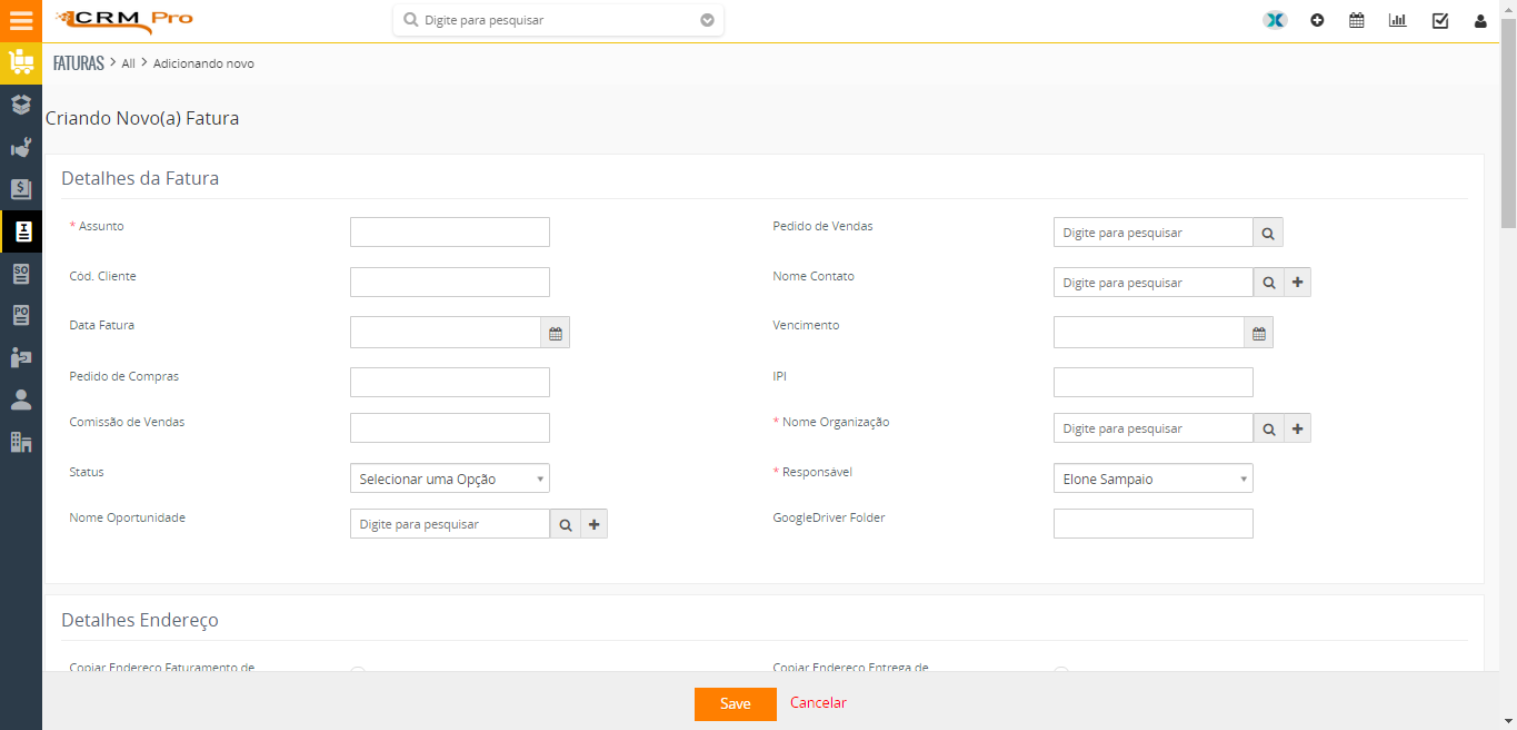 CRM Pro
Digite para pesquisar
FATURAS > All > Adicionando novo
Criando Novo(a) Fatura
Detalhes da Fatura
* Assunto
Pedido de Vendas
Digite para pesquisar
Cód. Cliente
Nome Contato
Digite para pesquisar
Data Fatura
Vencimento
Pedido de Compras
IPI
Comissão de Vendas
* Nome Organização
Digite para pesquisar
Status
Selecionar uma Opção
* Responsável
Elone Sampaio
Nome Oportunidade
Digite para pesquisar
GoogleDriver Folder
SO
PO
Detalhes Endereço
Copiar Endereço Faturamento de
Copiar Endereço Entrega de
Save
Cancelar